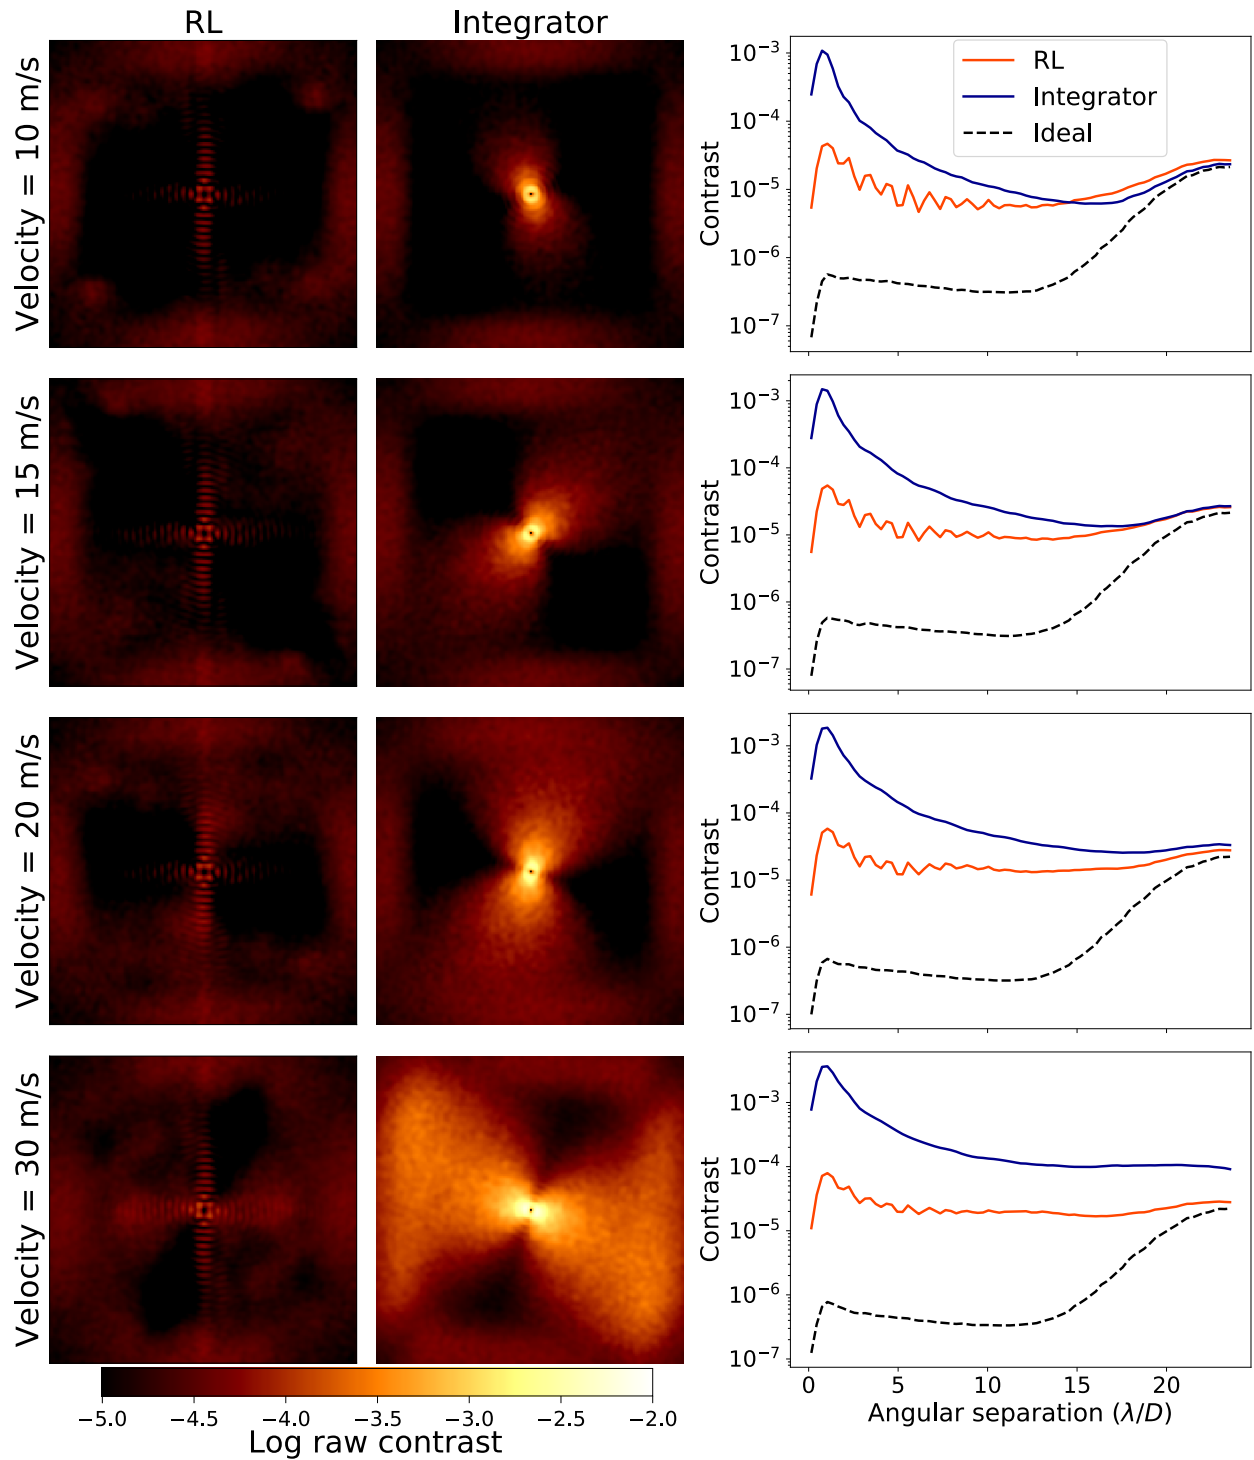 RL
Integrator
Velocity = 10 m/s
Velocity = 15 m/s
Velocity = 20 m/s
Velocity = 30 m/s
−5.0 −4.5 −4.0 −3.5 −3.0 −2.5 −2.0
Log raw contrast
RL
Integrator
Ideal
Contrast
10⁻³
10⁻⁴
10⁻⁵
10⁻⁶
10⁻⁷
Contrast
10⁻³
10⁻⁴
10⁻⁵
10⁻⁶
10⁻⁷
Contrast
10⁻³
10⁻⁴
10⁻⁵
10⁻⁶
10⁻⁷
Contrast
10⁻³
10⁻⁴
10⁻⁵
10⁻⁶
10⁻⁷
0 5 10 15 20
Angular separation (λ/D)